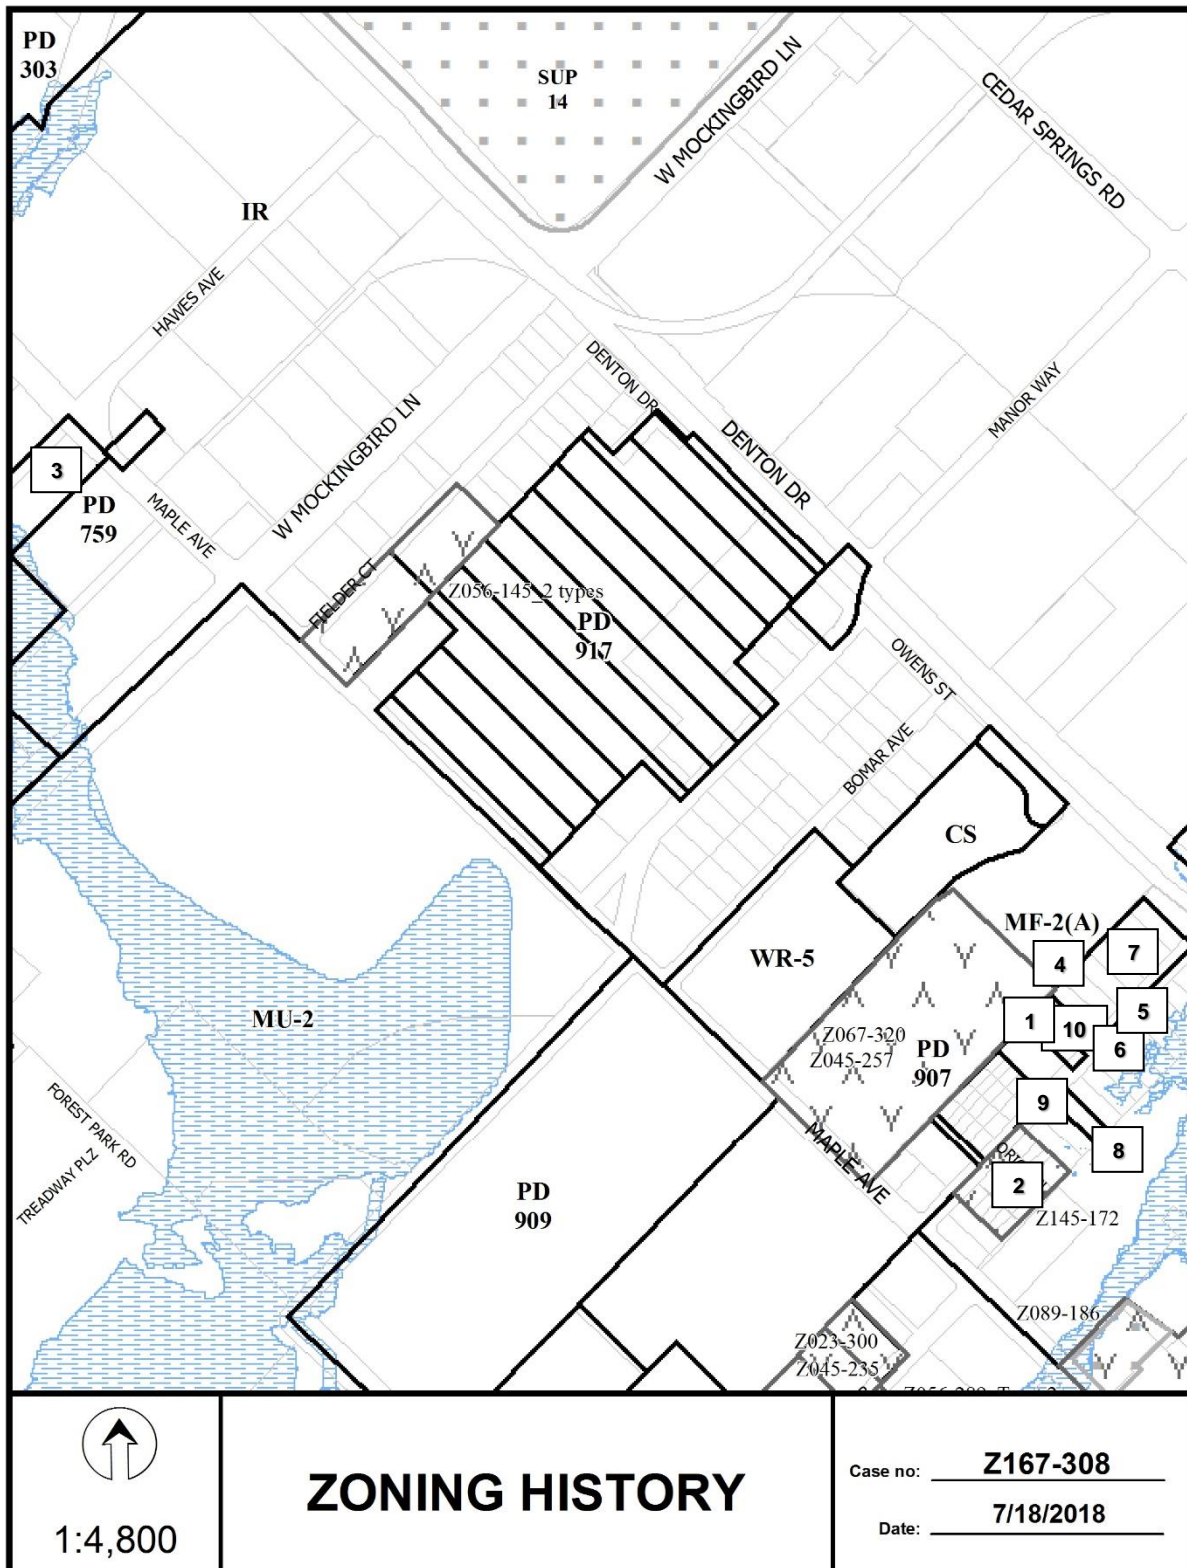 PD
303
SUP
14
W MOCKINGBIRD LN
CEDAR SPRINGS RD
IR
HAWES AVE
DENTON DR
MANOR WAY
W MOCKINGBIRD LN
DENTON DR
3
PD
759
MAPLE AVE
FIELDER CT
Z056-145_2 types
PD
917
OWENS ST
BOMAR AVE
CS
MF-2(A)
7
4
WR-5
5
1
10
6
MU-2
Z067-320
Z045-257
PD
907
9
FOREST PARK RD
TREADWAY PLZ
MAPLE AVE
8
2
PD
909
Z145-172
Z089-186
Z023-300
Z045-235
1:4,800
ZONING HISTORY
Case no: Z167-308
Date: 7/18/2018